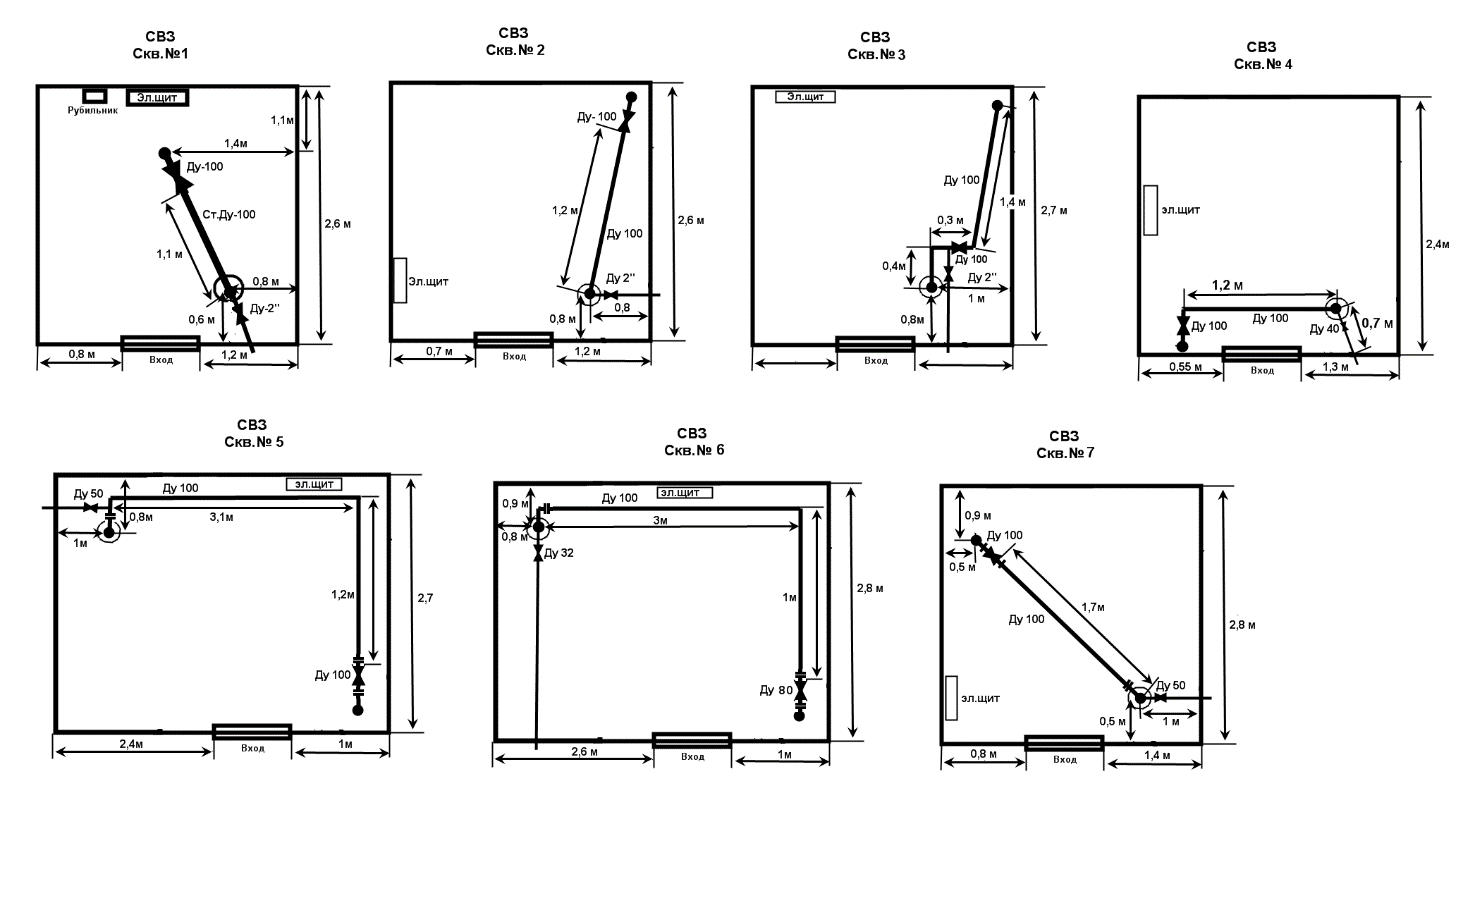 СВЗ
Скв.№1
Рубильник
Эл.щит
1,1м
1,4м
Ду-100
Ст.Ду-100
2,6 м
1,1 м
0,8 м
Ду-2"
0,6 м
0,8 м
Вход
1,2 м
СВЗ
Скв.№ 2
Ду- 100
1,2 м
2,6 м
Ду 100
Эл.щит
Ду 2"
0,8 м
0,8
0,7 м
Вход
1,2 м
СВЗ
Скв.№ 3
Эл.щит
Ду 100
1,4 м
2,7 м
0,3 м
Ду 100
0,4м
Ду 2"
1 м
0,8м
Вход
СВЗ
Скв.№ 4
эл.щит
2,4м
1,2 м
Ду 100
Ду 100
Ду 40
0,7 м
0,55 м
Вход
1,3 м
СВЗ
Скв.№ 5
Ду 50
Ду 100
эл.щит
0,8м
3,1м
1м
1,2м
2,7
Ду 100
2,4м
Вход
1м
СВЗ
Скв.№ 6
0,9 м
Ду 100
эл.щит
3м
0,8 м
Ду 32
1м
2,8 м
Ду 80
2,6 м
Вход
1м
СВЗ
Скв.№7
0,9 м
Ду 100
0,5 м
1,7м
Ду 100
2,8 м
эл.щит
Ду 50
0,5 м
1 м
0,8 м
Вход
1,4 м